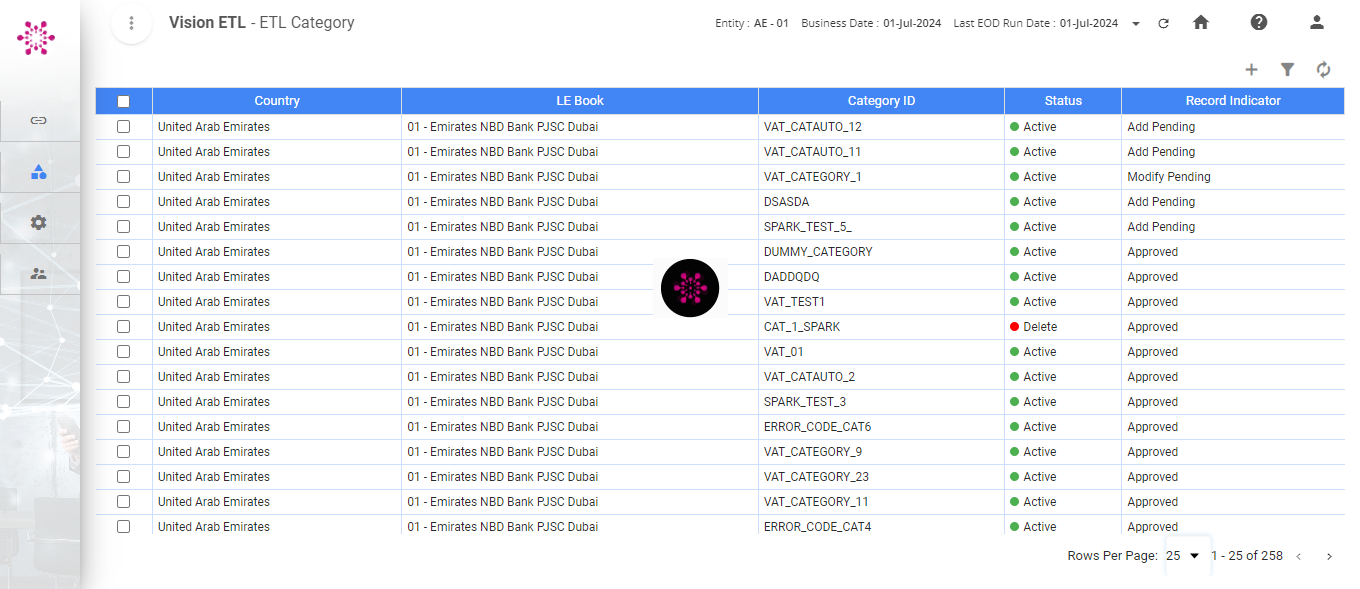 Vision ETL - ETL Category Entity : AE - 01 Business Date : 01-Jul-2024 Last EOD Run Date : 01-Jul-2024
Country LE Book Category ID Status Record Indicator
United Arab Emirates 01 - Emirates NBD Bank PJSC Dubai VAT_CATAUTO_12 Active Add Pending
United Arab Emirates 01 - Emirates NBD Bank PJSC Dubai VAT_CATAUTO_11 Active Add Pending
United Arab Emirates 01 - Emirates NBD Bank PJSC Dubai VAT_CATEGORY_1 Active Modify Pending
United Arab Emirates 01 - Emirates NBD Bank PJSC Dubai DSASDA Active Add Pending
United Arab Emirates 01 - Emirates NBD Bank PJSC Dubai SPARK_TEST_5_ Active Add Pending
United Arab Emirates 01 - Emirates NBD Bank PJSC Dubai DUMMY_CATEGORY Active Approved
United Arab Emirates 01 - Emirates NBD Bank PJSC Dubai DADDQDQ Active Approved
United Arab Emirates 01 - Emirates NBD Bank PJSC Dubai VAT_TEST1 Active Approved
United Arab Emirates 01 - Emirates NBD Bank PJSC Dubai CAT_1_SPARK Delete Approved
United Arab Emirates 01 - Emirates NBD Bank PJSC Dubai VAT_01 Active Approved
United Arab Emirates 01 - Emirates NBD Bank PJSC Dubai VAT_CATAUTO_2 Active Approved
United Arab Emirates 01 - Emirates NBD Bank PJSC Dubai SPARK_TEST_3 Active Approved
United Arab Emirates 01 - Emirates NBD Bank PJSC Dubai ERROR_CODE_CAT6 Active Approved
United Arab Emirates 01 - Emirates NBD Bank PJSC Dubai VAT_CATEGORY_9 Active Approved
United Arab Emirates 01 - Emirates NBD Bank PJSC Dubai VAT_CATEGORY_23 Active Approved
United Arab Emirates 01 - Emirates NBD Bank PJSC Dubai VAT_CATEGORY_11 Active Approved
United Arab Emirates 01 - Emirates NBD Bank PJSC Dubai ERROR_CODE_CAT4 Active Approved
Rows Per Page: 25 1 - 25 of 258